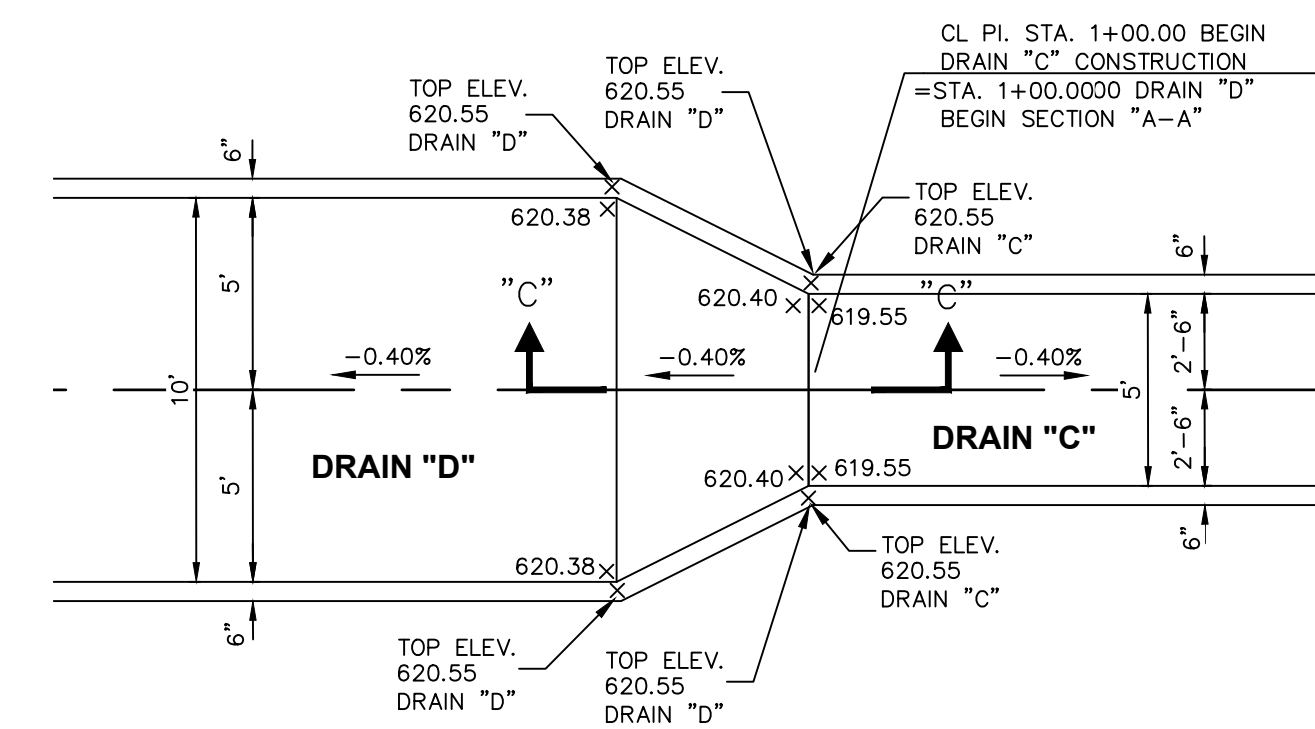 CL PI. STA. 1+00.00 BEGIN
DRAIN "C" CONSTRUCTION
=STA. 1+00.0000 DRAIN "D"
BEGIN SECTION "A-A"
TOP ELEV.
620.55
DRAIN "D"
TOP ELEV.
620.55
DRAIN "D"
TOP ELEV.
620.55
DRAIN "C"
6"
6"
620.38
5'
"C"
620.40
619.55
"C"
2'-6"
-0.40%
-0.40%
-0.40%
10'
5'
DRAIN "D"
DRAIN "C"
5'
2'-6"
620.40
619.55
620.38
6"
6"
TOP ELEV.
620.55
DRAIN "C"
TOP ELEV.
620.55
DRAIN "D"
TOP ELEV.
620.55
DRAIN "D"